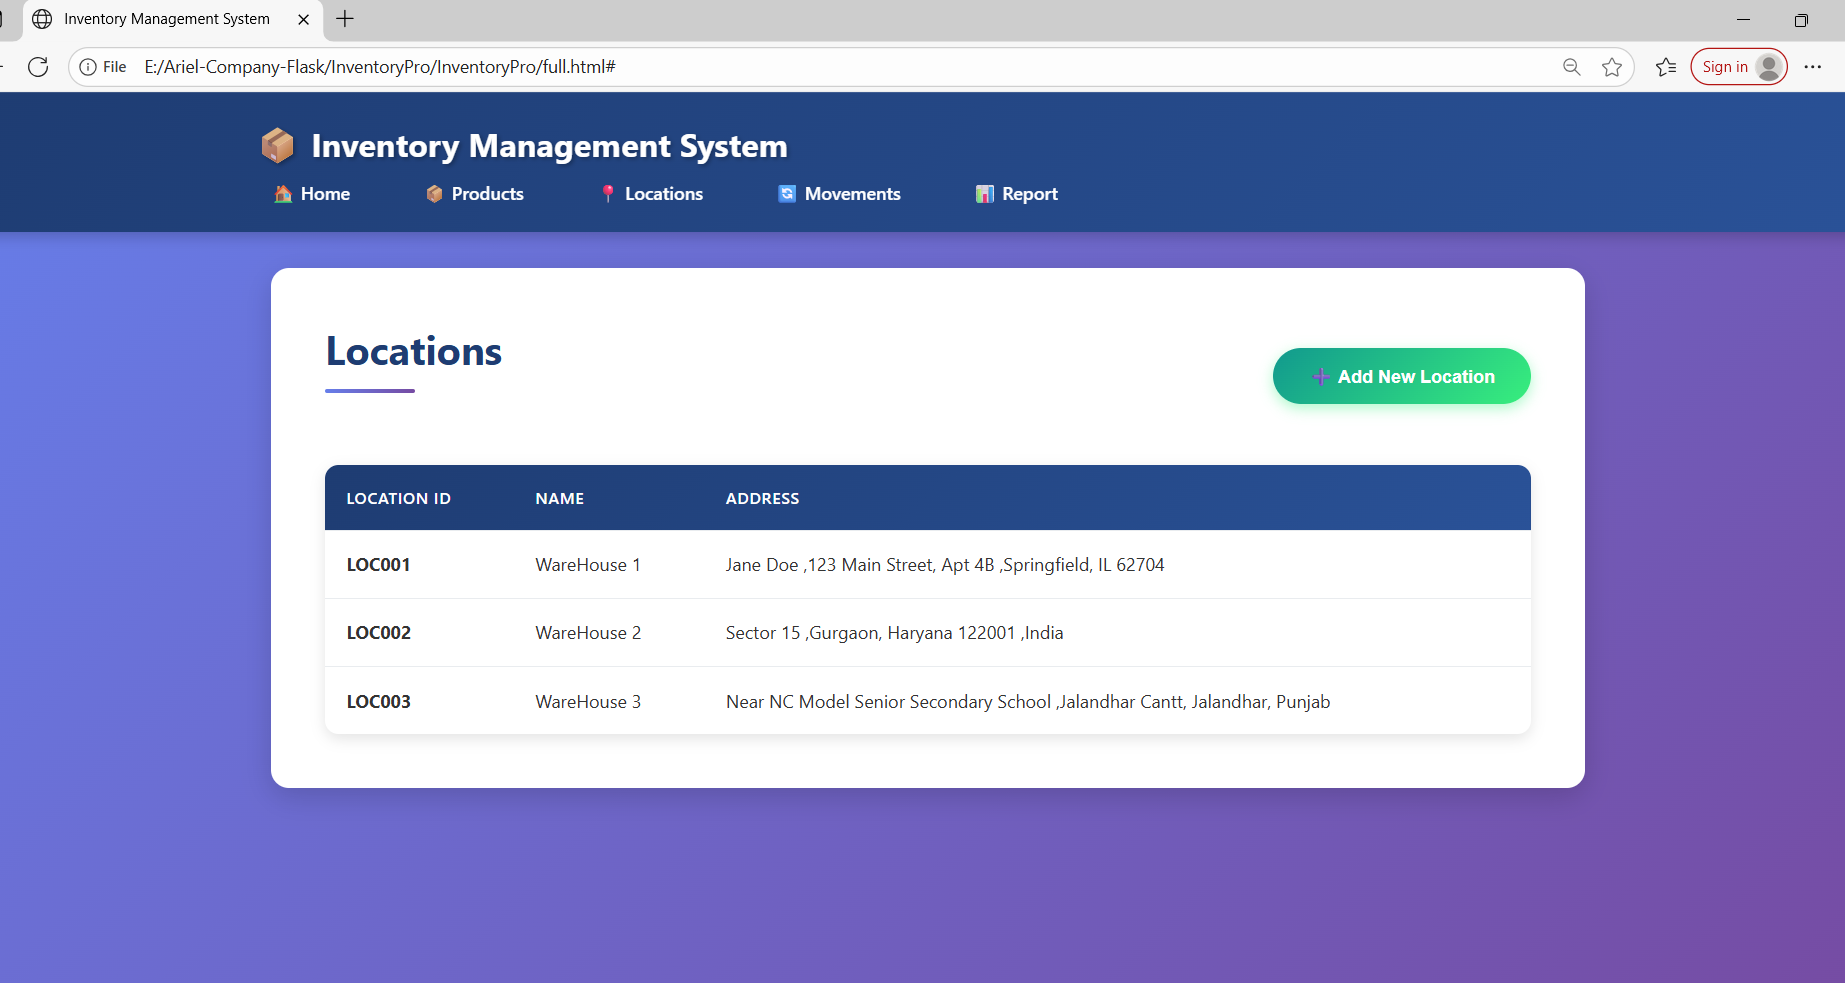 Inventory Management System
File E:/Ariel-Company-Flask/InventoryPro/InventoryPro/full.html#
Sign in
Inventory Management System
Home Products Locations Movements Report
Locations
Add New Location
LOCATION ID NAME ADDRESS
LOC001 WareHouse 1 Jane Doe ,123 Main Street, Apt 4B ,Springfield, IL 62704
LOC002 WareHouse 2 Sector 15 ,Gurgaon, Haryana 122001 ,India
LOC003 WareHouse 3 Near NC Model Senior Secondary School ,Jalandhar Cantt, Jalandhar, Punjab